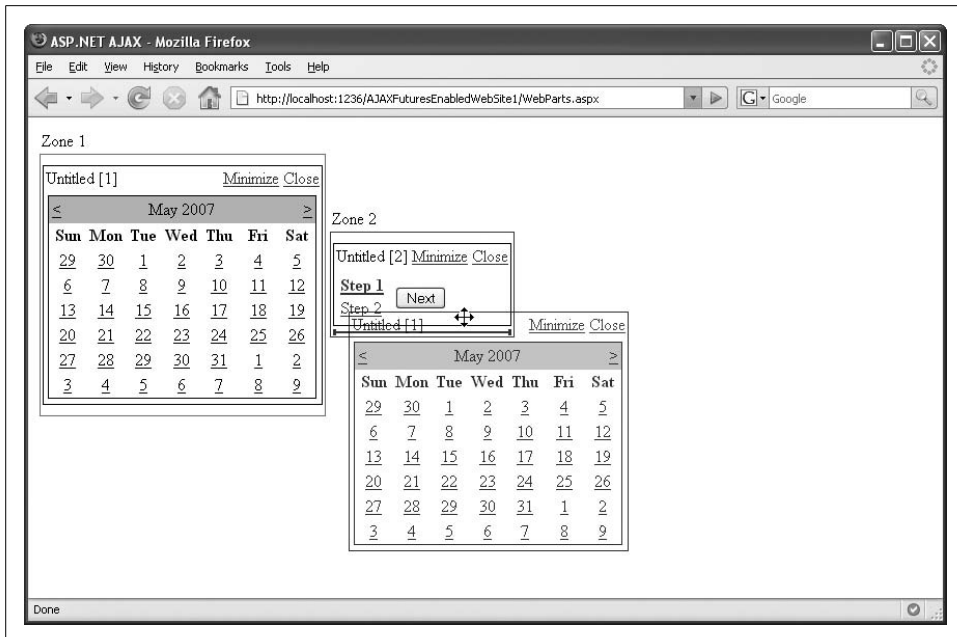 ASP.NET AJAX - Mozilla Firefox
File Edit View History Bookmarks Tools Help
http://localhost:1236/AJAXFuturesEnabledWebSite1/WebParts.aspx
G Google
Zone 1
Untitled [1] Minimize Close
< May 2007 >
Sun Mon Tue Wed Thu Fri Sat
29 30 1 2 3 4 5
6 7 8 9 10 11 12
13 14 15 16 17 18 19
20 21 22 23 24 25 26
27 28 29 30 31 1 2
3 4 5 6 7 8 9
Zone 2
Untitled [2] Minimize Close
Step 1
Next
Step 2
Untitled [1] Minimize Close
< May 2007 >
Sun Mon Tue Wed Thu Fri Sat
29 30 1 2 3 4 5
6 7 8 9 10 11 12
13 14 15 16 17 18 19
20 21 22 23 24 25 26
27 28 29 30 31 1 2
3 4 5 6 7 8 9
Done